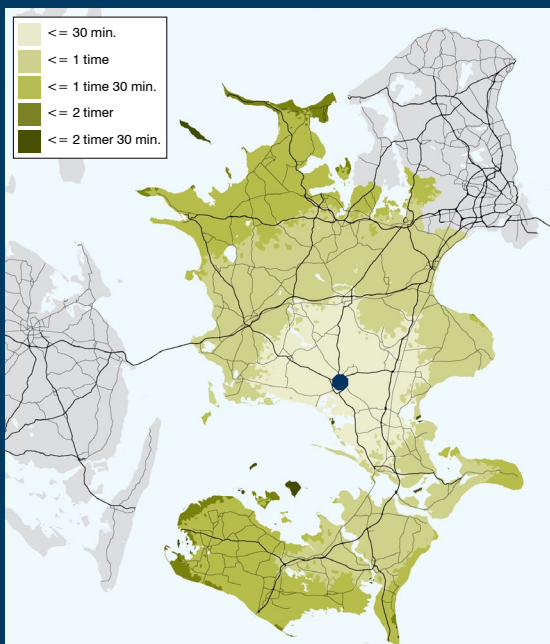 <= 30 min.
<= 1 time
<= 1 time 30 min.
<= 2 timer
<= 2 timer 30 min.